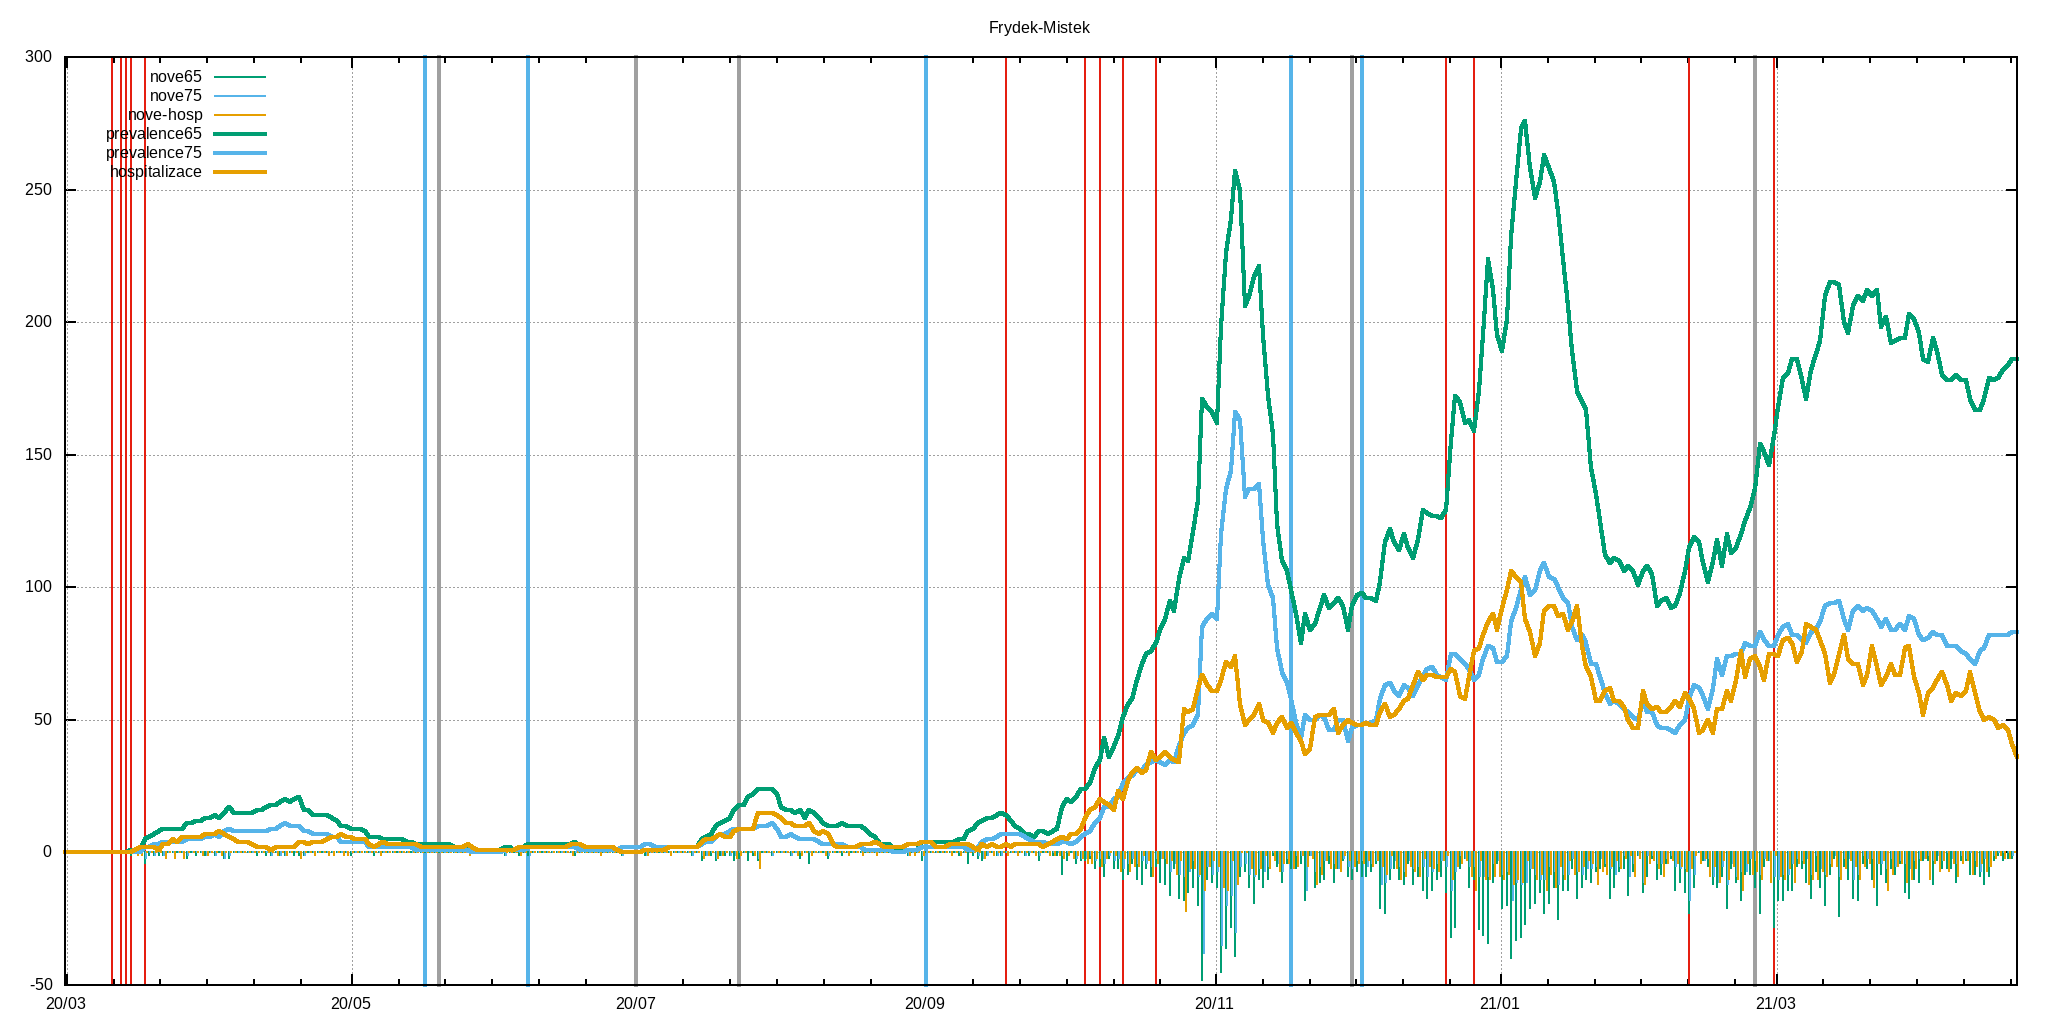 Frydek-Mistek
300
250
200
150
100
50
0
-50
nove65
nove75
nove-hosp
prevalence65
prevalence75
hospitalizace
20/03 20/05 20/07 20/09 20/11 21/01 21/03